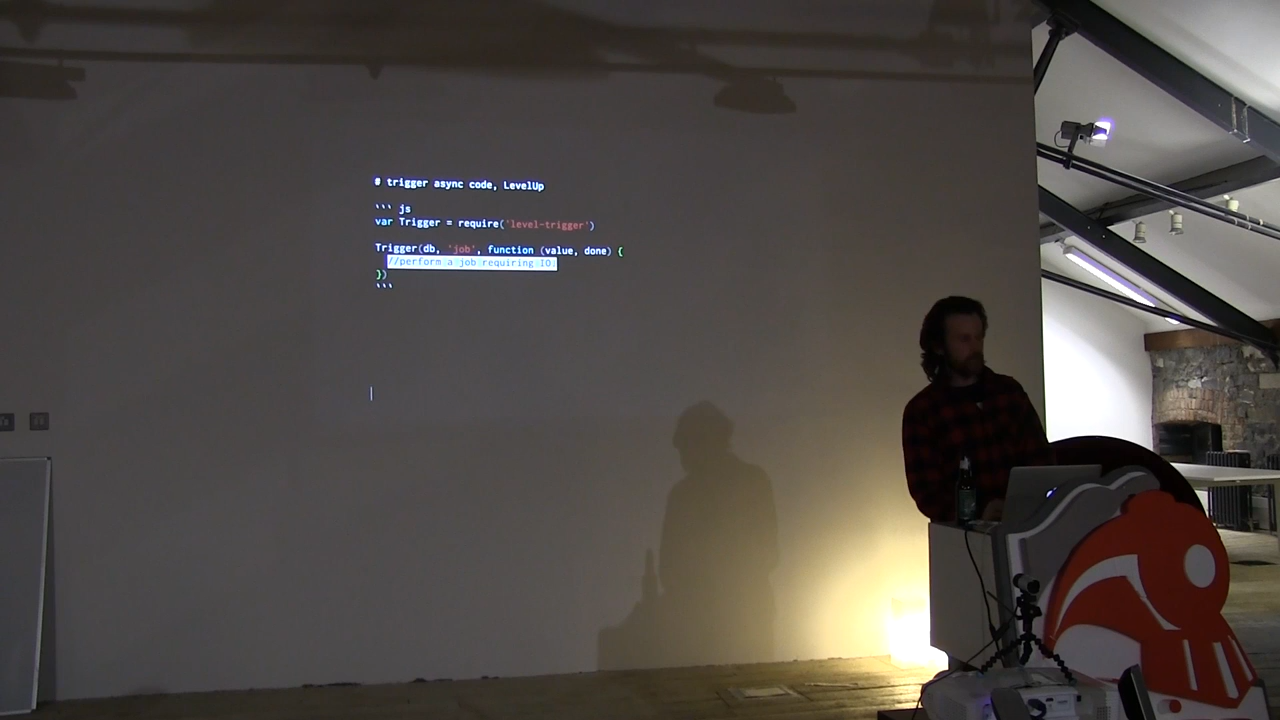 # trigger async code, LevelUp
``` js
var Trigger = require('level-trigger')
Trigger(db, 'job', function (value, done) {
//perform a job requiring IO.
})
```